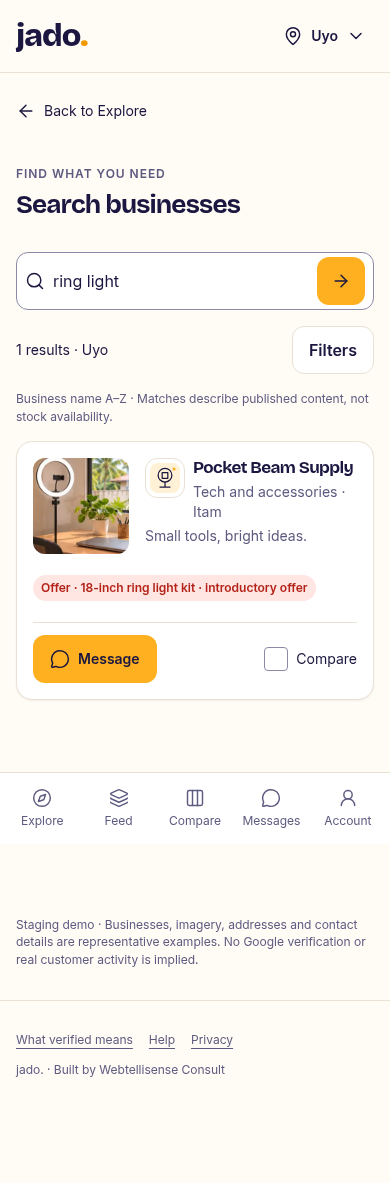 jado.
Uyo
Back to Explore
FIND WHAT YOU NEED
Search businesses
ring light
1 results · Uyo
Filters
Business name A–Z · Matches describe published content, not
stock availability.
Pocket Beam Supply
Tech and accessories ·
Itam
Small tools, bright ideas.
Offer · 18-inch ring light kit · introductory offer
Message
Compare
Explore
Feed
Compare
Messages
Account
Staging demo · Businesses, imagery, addresses and contact
details are representative examples. No Google verification or
real customer activity is implied.
What verified means
Help
Privacy
jado. · Built by Webtellisense Consult